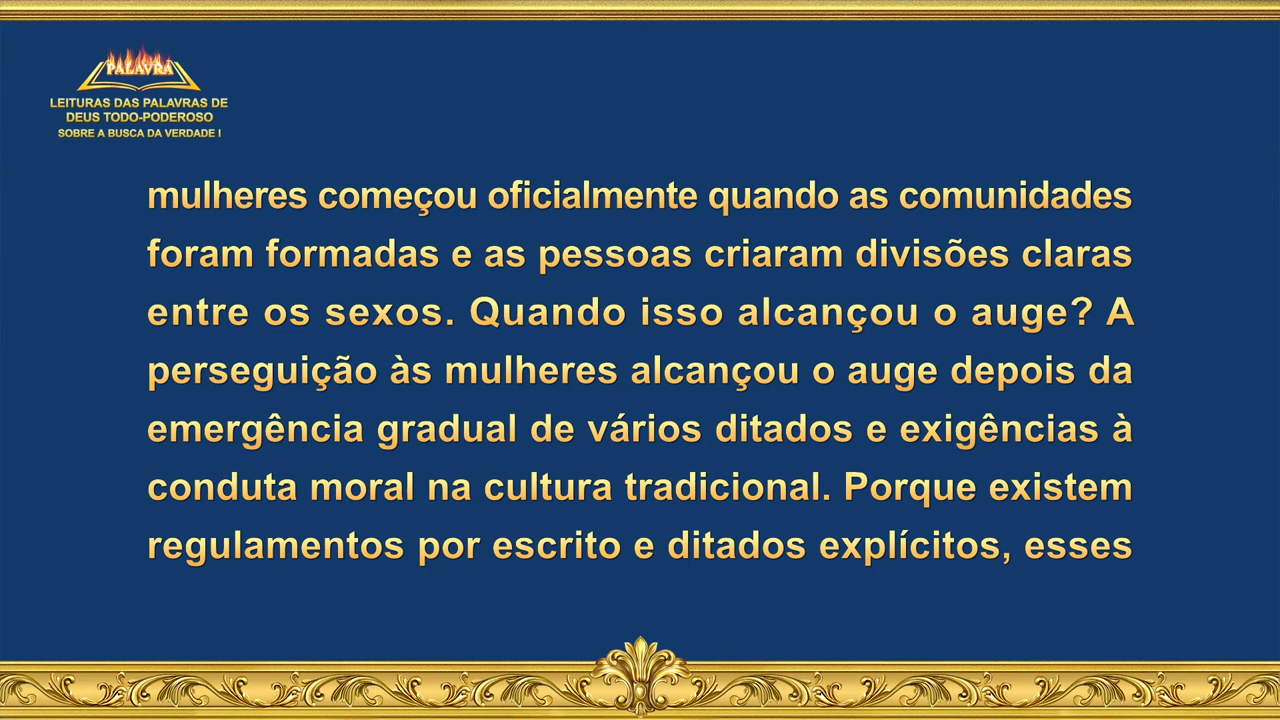 PALAVRA
LEITURAS DAS PALAVRAS DE
DEUS TODO-PODEROSO
SOBRE A BUSCA DA VERDADE I
mulheres começou oficialmente quando as comunidades
foram formadas e as pessoas criaram divisões claras
entre os sexos. Quando isso alcançou o auge? A
perseguição às mulheres alcançou o auge depois da
emergência gradual de vários ditados e exigências à
conduta moral na cultura tradicional. Porque existem
regulamentos por escrito e ditados explícitos, esses